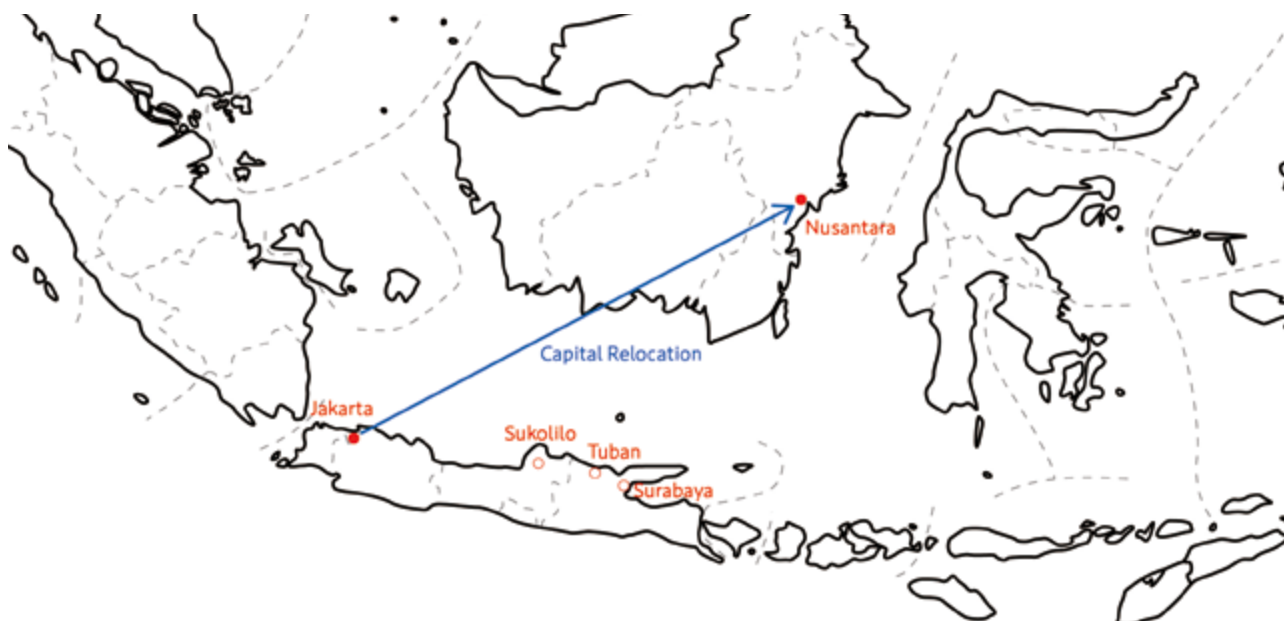 Nusantara
Capital Relocation
Jakarta
Sukolilo
Tuban
Surabaya